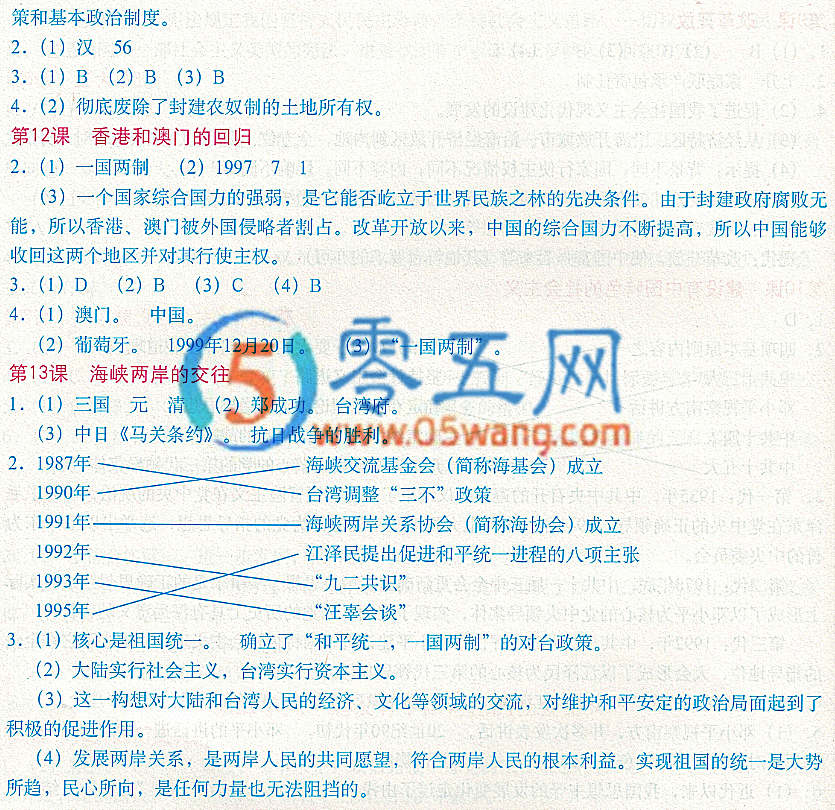 策和基本政治制度。
2.（1）汉　56
3.（1）B （2）B （3）B
4.（2）彻底废除了封建农奴制的土地所有权。
第12课　香港和澳门的回归
2.（1）一国两制　（2）1997　7　1
（3）一个国家综合国力的强弱，是它能否屹立于世界民族之林的先决条件。由于封建政府腐败无
能，所以香港、澳门被外国侵略者割占。改革开放以来，中国的综合国力不断提高，所以中国能够
收回这两个地区并对其行使主权。
3.（1）D　（2）B　（3）C　（4）B
4.（1）澳门。　中国。
（2）葡萄牙。　1999年12月20日。　（3）“一国两制”。
第13课　海峡两岸的交往
1.（1）三国　元　清　（2）郑成功。台湾府。
（3）中日《马关条约》。抗日战争的胜利。
2. 1987年　海峡交流基金会（简称海基会）成立
1990年　台湾调整“三不”政策
1991年　海峡两岸关系协会（简称海协会）成立
1992年　江泽民提出促进和平统一进程的八项主张
1993年　“九二共识”
1995年　“汪辜会谈”
3.（1）核心是祖国统一。　确立了“和平统一，一国两制”的对台政策。
（2）大陆实行社会主义，台湾实行资本主义。
（3）这一构想对大陆和台湾人民的经济、文化等领域的交流，对维护和平安定的政治局面起到了
积极的促进作用。
（4）发展两岸关系，是两岸人民的共同愿望，符合两岸人民的根本利益。实现祖国的统一是大势
所趋，民心所向，是任何力量也无法阻挡的。
5 零五网
www.05wang.com